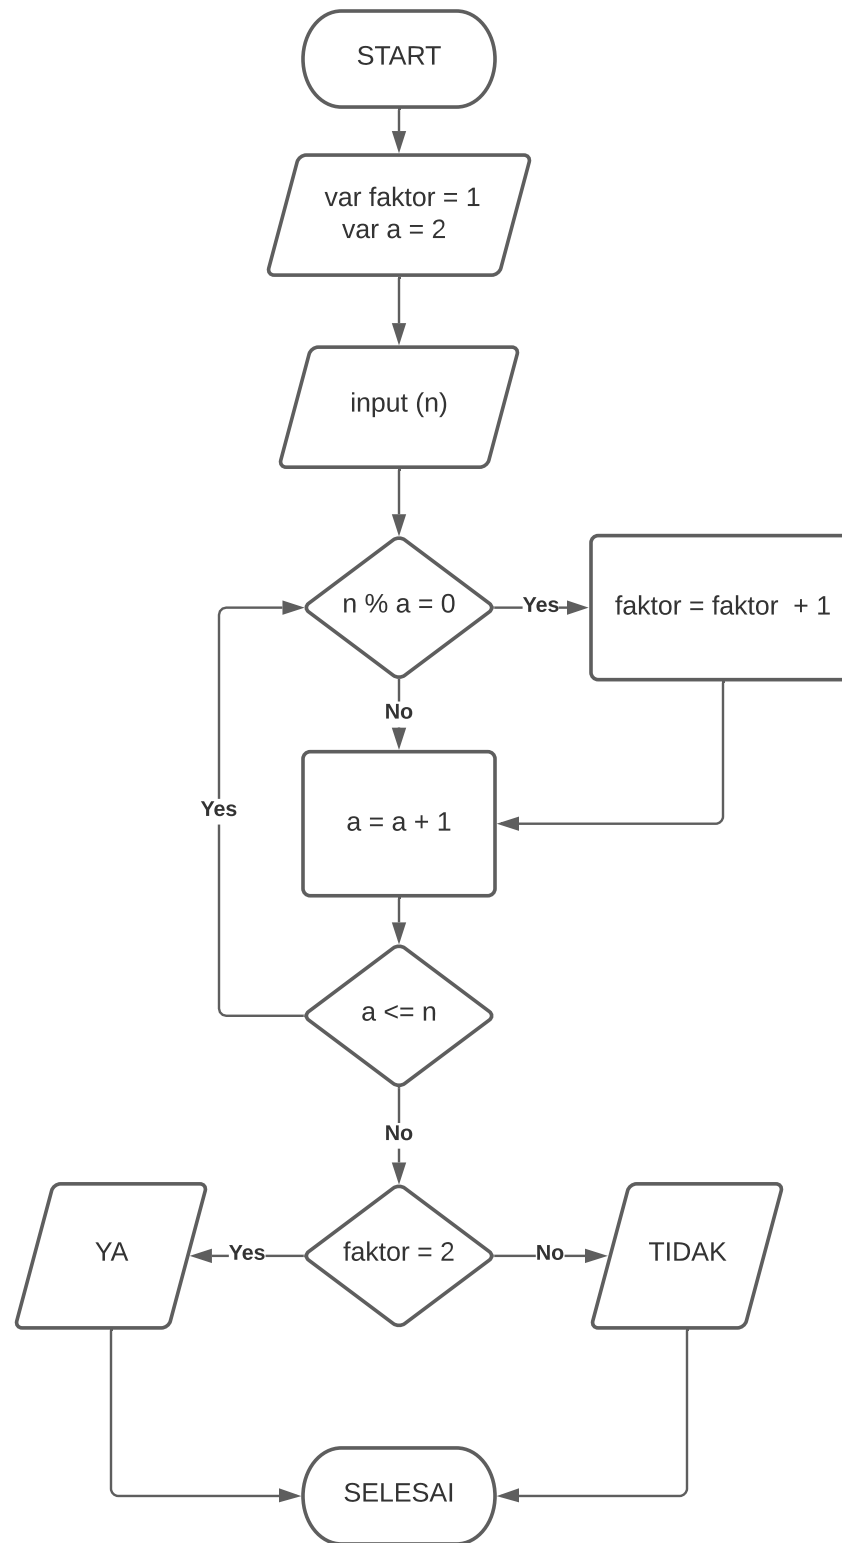 START
var faktor = 1
var a = 2
input (n)
n % a = 0
Yes
faktor = faktor  + 1
No
a = a + 1
Yes
a <= n
No
YA
Yes
faktor = 2
No
TIDAK
SELESAI